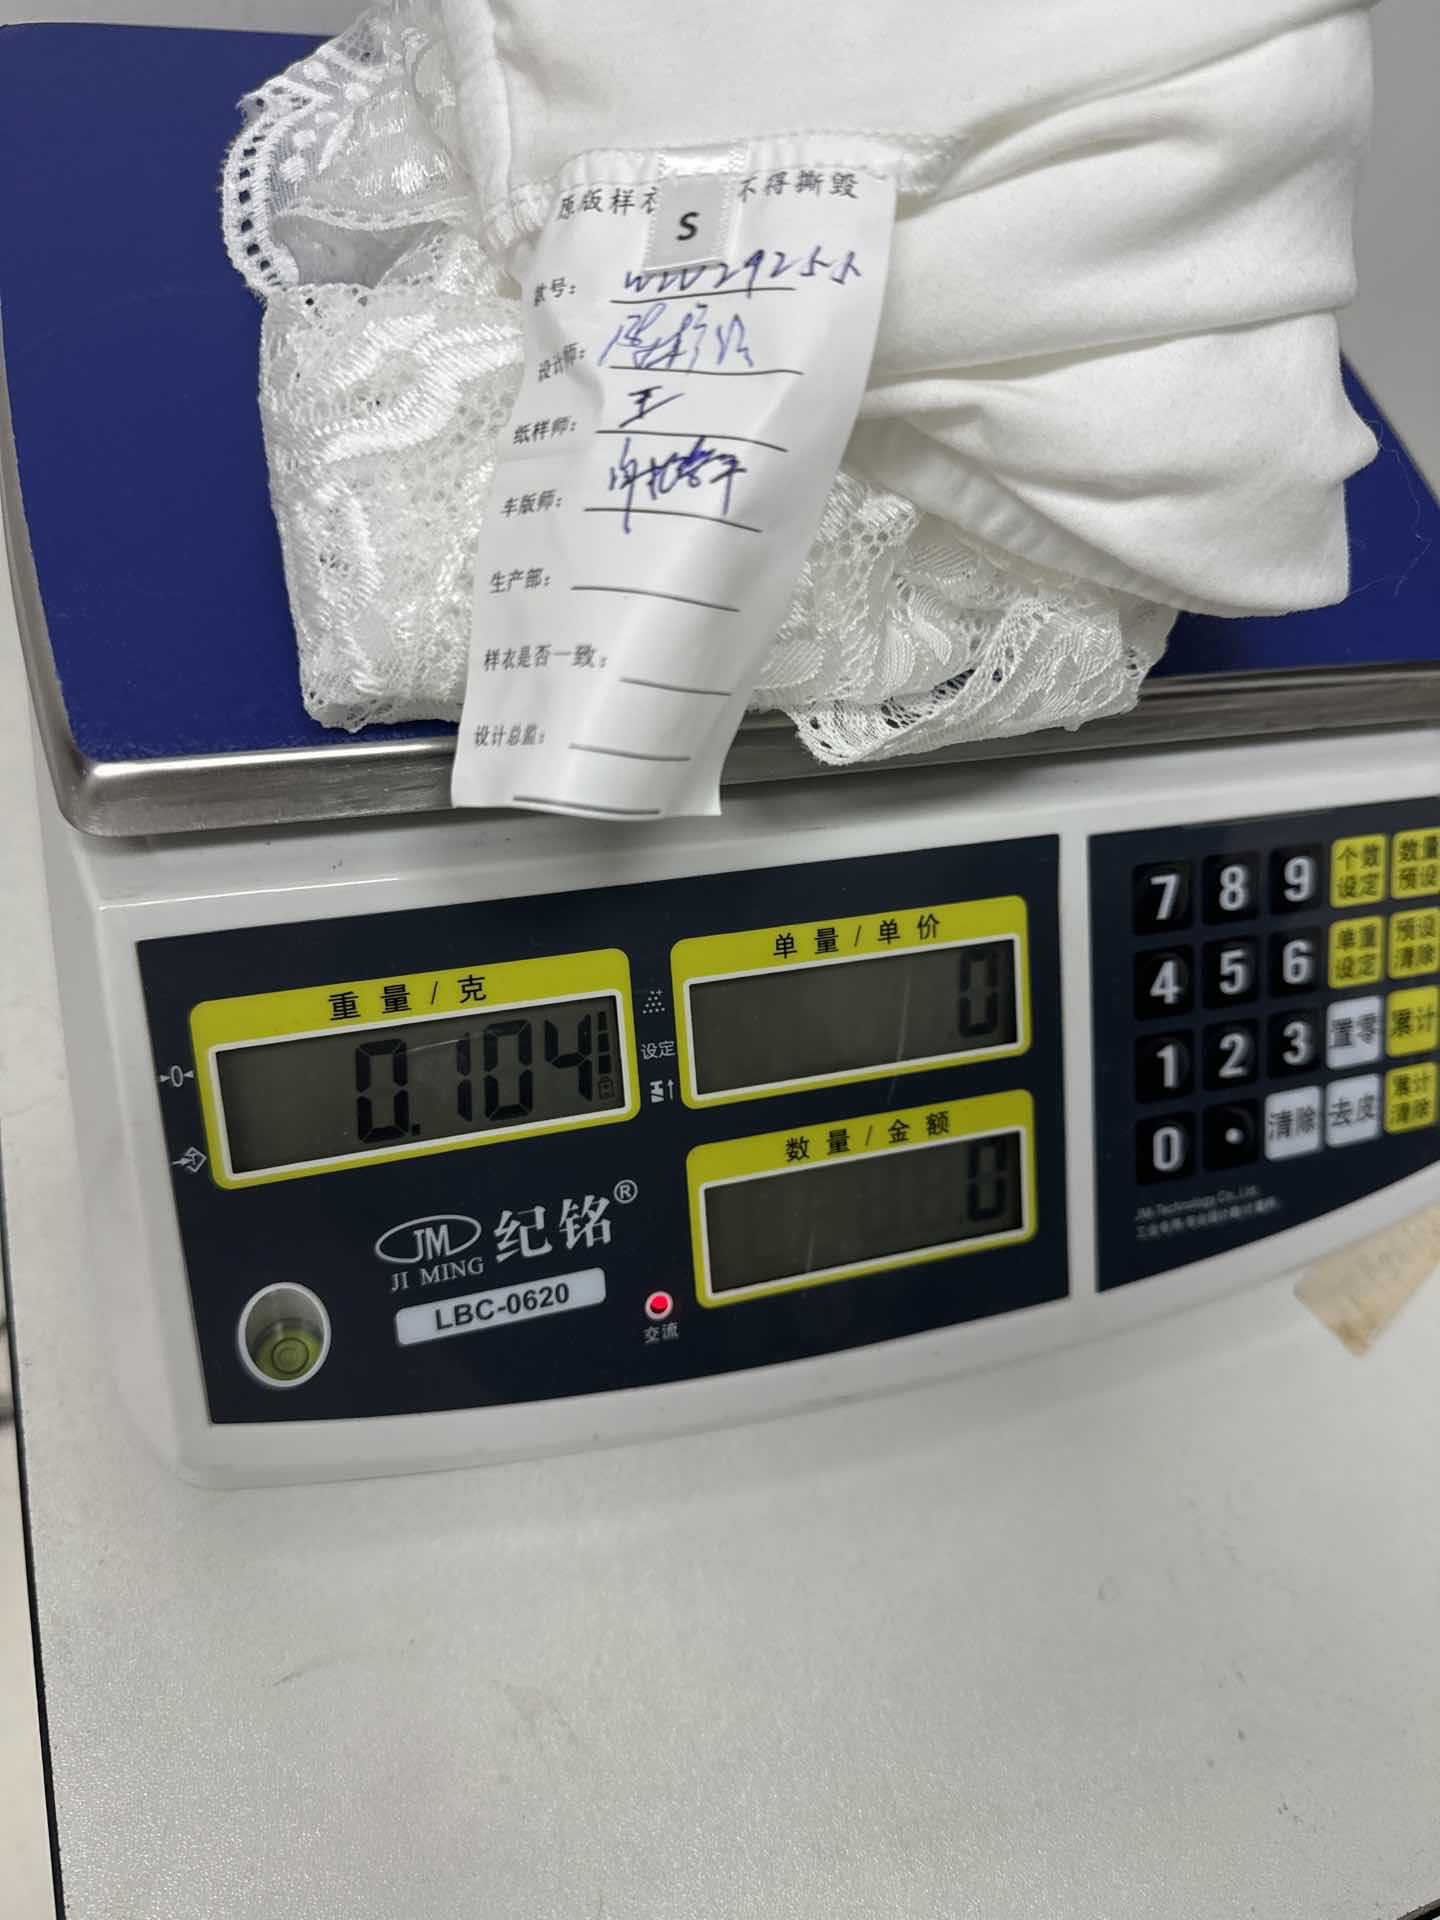 原版样衣 不得撕毁
S
款号:
设计师:
纸样师: 王
车版师:
生产部:
样衣是否一致:
设计总监:
重量/克
0.1041
单量/单价
0
设定
数量/金额
0
JM 纪铭®
JI MING
LBC-0620
交流
7 8 9 个数设定 数量预设
4 5 6 单重设定 预设清除
1 2 3 置零 累计
0 . 清除 去皮 累计清除
JM-Technology Co.,Ltd.